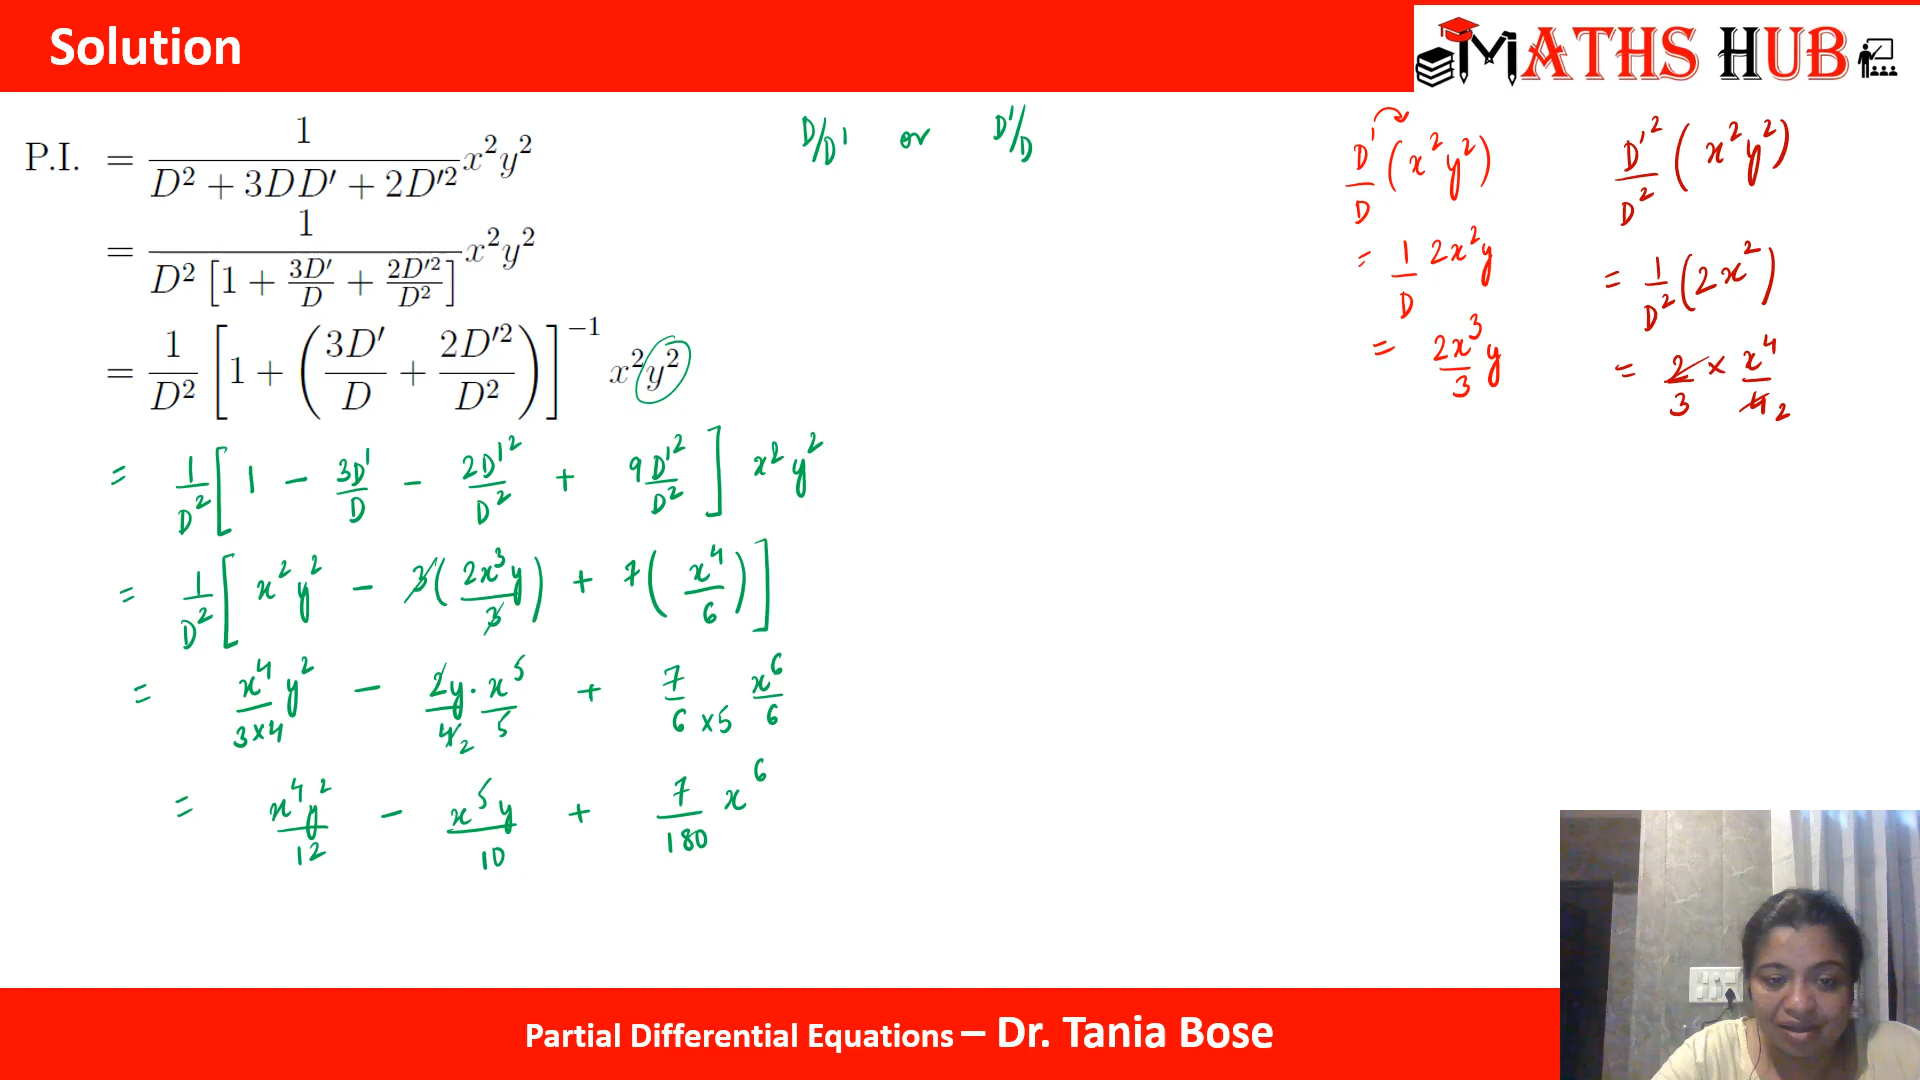 Solution
MATHS HUB
P.I. = 1/(D² + 3DD′ + 2D′²) x²y²
= 1/(D² [1 + 3D′/D + 2D′²/D²]) x²y²
= 1/D² [1 + (3D′/D + 2D′²/D²)]⁻¹ x²y²
= 1/D² [1 − 3D′/D − 2D′²/D² + 9D′²/D²] x²y²
= 1/D² [x²y² − 3(2x³y/3) + 7(x⁴/6)]
= x⁴/(3×4) y² − 2y/4 2 · x⁵/5 + 7/(6×5) x⁶/6
= x⁴y²/12 − x⁵y/10 + 7/180 x⁶
D/D′ or D′/D
D′/D (x²y²)
= 1/D 2x²y
= 2x³/3 y
D′²/D² (x²y²)
= 1/D² (2x²)
= 2/3 × x⁴/4 2
Partial Differential Equations – Dr. Tania Bose